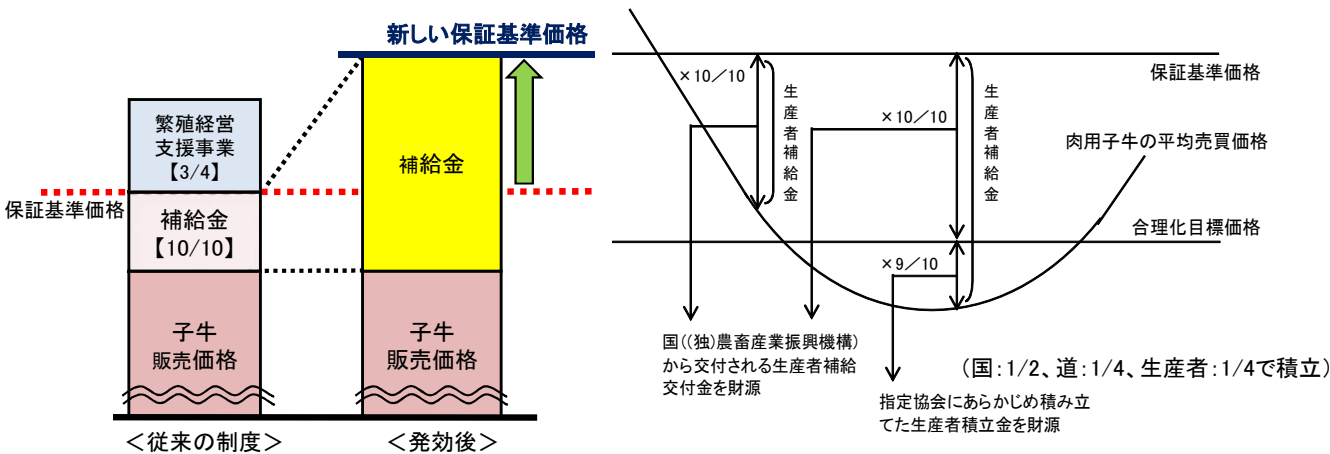 新しい保証基準価格
繁殖経営
支援事業
【3/4】
保証基準価格
補給金
【10/10】
補給金
子牛
販売価格
子牛
販売価格
＜従来の制度＞
＜発効後＞
保証基準価格
×10／10
生産者補給金
×10／10
生産者補給金
肉用子牛の平均売買価格
合理化目標価格
×9／10
国((独)農畜産業振興機構)
から交付される生産者補給
交付金を財源
（国：1/2、道：1/4、生産者：1/4で積立）
指定協会にあらかじめ積み立
てた生産者積立金を財源